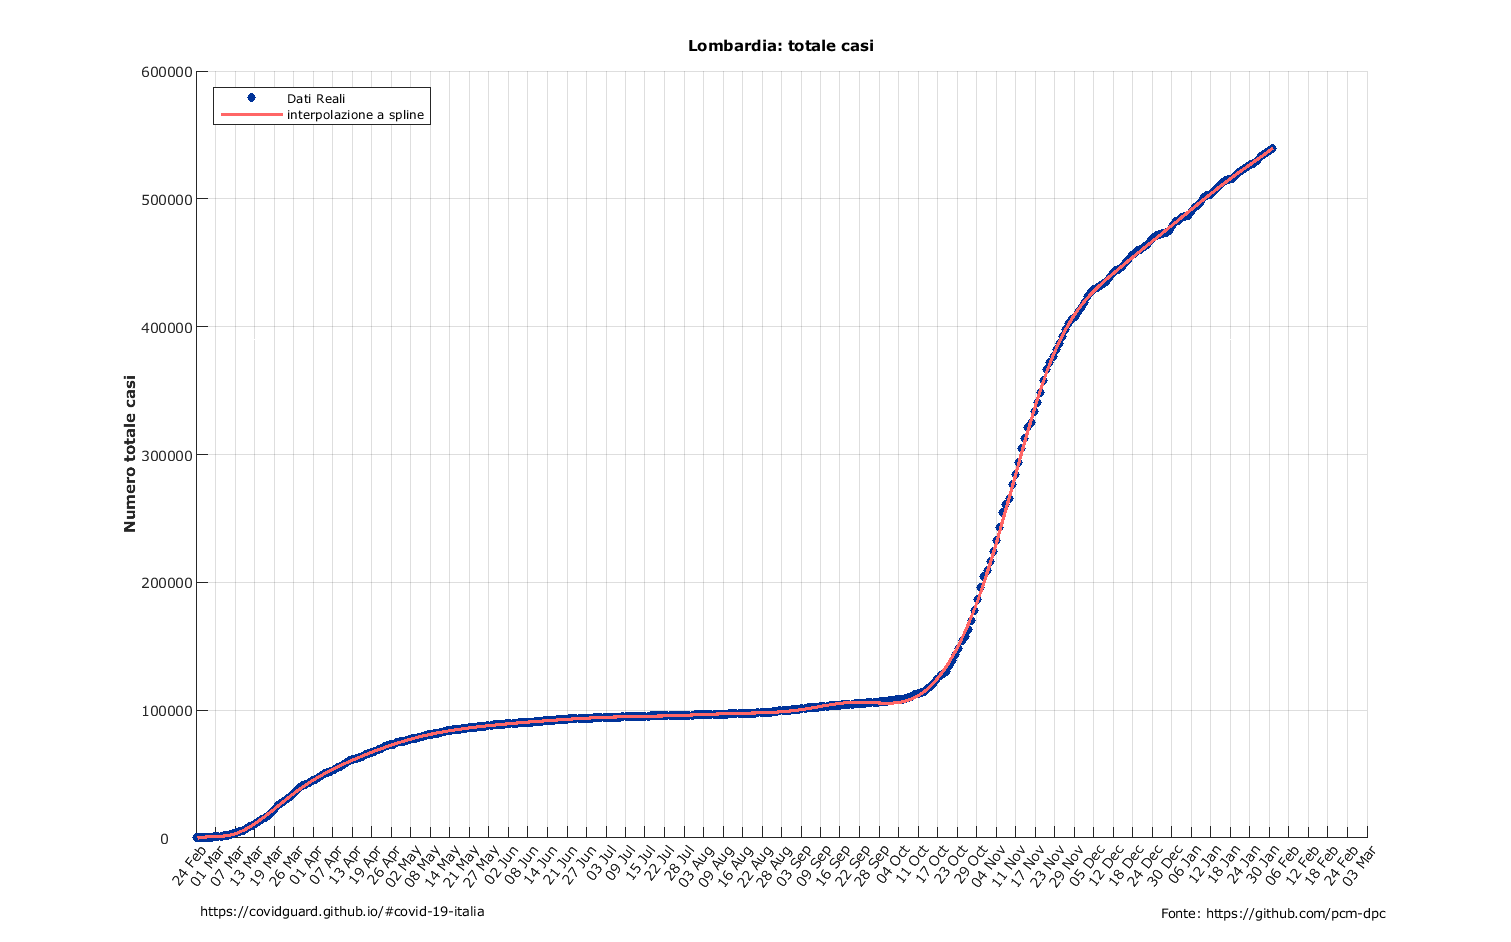 Lombardia: totale casi
600000
500000
400000
300000
200000
100000
0
Numero totale casi
Dati Reali
interpolazione a spline
24 Feb
01 Mar
07 Mar
13 Mar
19 Mar
26 Mar
01 Apr
07 Apr
13 Apr
19 Apr
26 Apr
02 May
08 May
14 May
21 May
27 May
02 Jun
08 Jun
14 Jun
21 Jun
27 Jun
03 Jul
09 Jul
15 Jul
22 Jul
28 Jul
03 Aug
09 Aug
16 Aug
22 Aug
28 Aug
03 Sep
09 Sep
16 Sep
22 Sep
28 Sep
04 Oct
11 Oct
17 Oct
23 Oct
29 Oct
04 Nov
11 Nov
17 Nov
23 Nov
29 Nov
05 Dec
12 Dec
18 Dec
24 Dec
30 Dec
06 Jan
12 Jan
18 Jan
24 Jan
30 Jan
06 Feb
12 Feb
18 Feb
24 Feb
03 Mar
https://covidguard.github.io/#covid-19-italia
Fonte: https://github.com/pcm-dpc